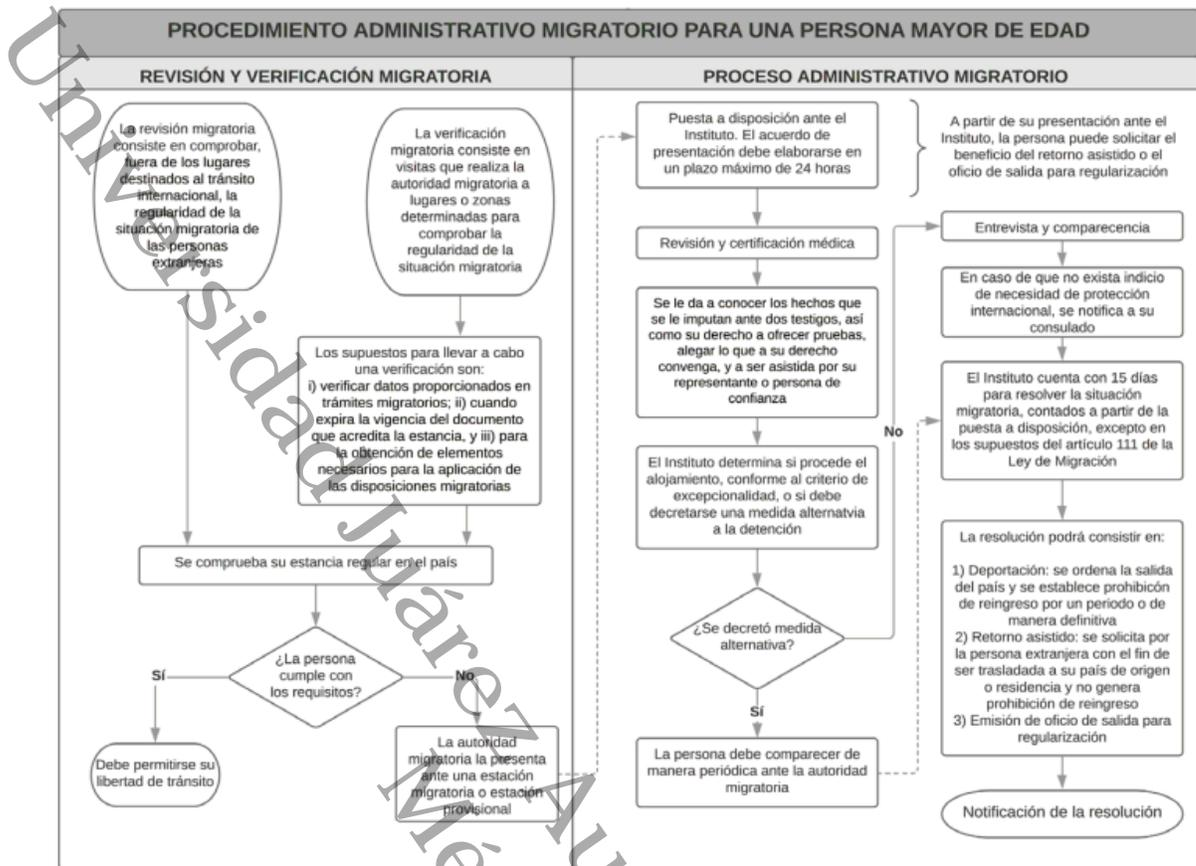 PROCEDIMIENTO ADMINISTRATIVO MIGRATORIO PARA UNA PERSONA MAYOR DE EDAD
REVISIÓN Y VERIFICACIÓN MIGRATORIA
La revisión migratoria
consiste en comprobar,
fuera de los lugares
destinados al tránsito
internacional, la
regularidad de la
situación migratoria de
las personas
extranjeras
La verificación
migratoria consiste en
visitas que realiza la
autoridad migratoria a
lugares o zonas
determinadas para
comprobar la
regularidad de la
situación migratoria
Los supuestos para llevar a cabo
una verificación son:
i) verificar datos proporcionados en
trámites migratorios; ii) cuando
expira la vigencia del documento
que acredita la estancia, y iii) para
la obtención de elementos
necesarios para la aplicación de
las disposiciones migratorias
Se comprueba su estancia regular en el país
¿La persona
cumple con
los requisitos?
Sí
No
Debe permitirse su
libertad de tránsito
La autoridad
migratoria la presenta
ante una estación
migratoria o estación
provisional
PROCESO ADMINISTRATIVO MIGRATORIO
Puesta a disposición ante el
Instituto. El acuerdo de
presentación debe elaborarse en
un plazo máximo de 24 horas
A partir de su presentación ante el
Instituto, la persona puede solicitar el
beneficio del retorno asistido o el
oficio de salida para regularización
Revisión y certificación médica
Se le da a conocer los hechos que
se le imputan ante dos testigos, así
como su derecho a ofrecer pruebas,
alegar lo que a su derecho
convenga, y a ser asistida por su
representante o persona de
confianza
El Instituto determina si procede el
alojamiento, conforme al criterio de
excepcionalidad, o si debe
decretarse una medida alternatvia
a la detención
¿Se decretó medida
alternativa?
No
Sí
La persona debe comparecer de
manera periódica ante la autoridad
migratoria
Entrevista y comparecencia
En caso de que no exista indicio
de necesidad de protección
internacional, se notifica a su
consulado
El Instituto cuenta con 15 días
para resolver la situación
migratoria, contados a partir de la
puesta a disposición, excepto en
los supuestos del artículo 111 de la
Ley de Migración
La resolución podrá consistir en:
1) Deportación: se ordena la salida
del país y se establece prohibicón
de reingreso por un periodo o de
manera definitiva
2) Retorno asistido: se solicita por
la persona extranjera con el fin de
ser trasladada a su país de origen
o residencia y no genera
prohibición de reingreso
3) Emisión de oficio de salida para
regularización
Notificación de la resolución
Universidad Juárez